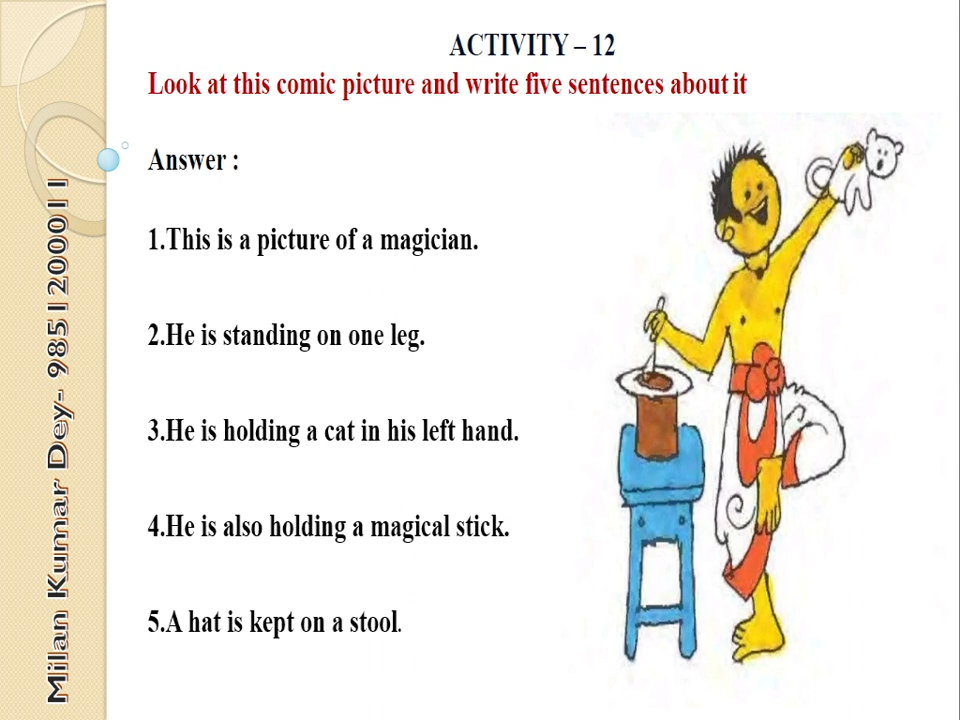 ACTIVITY – 12
Look at this comic picture and write five sentences about it
Answer :
1.This is a picture of a magician.
2.He is standing on one leg.
3.He is holding a cat in his left hand.
4.He is also holding a magical stick.
5.A hat is kept on a stool.
Milan Kumar Dey- 9851200011